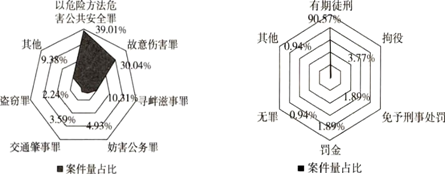 以危险方法危
害公共安全罪
39.01%
故意伤害罪
30.04%
寻衅滋事罪
10.31%
妨害公务罪
4.93%
交通肇事罪
3.59%
盗窃罪
2.24%
其他
9.38%
案件量占比
有期徒刑
90.57%
拘役
3.77%
免予刑事处罚
1.89%
罚金
1.89%
无罪
0.94%
其他
0.94%
案件量占比